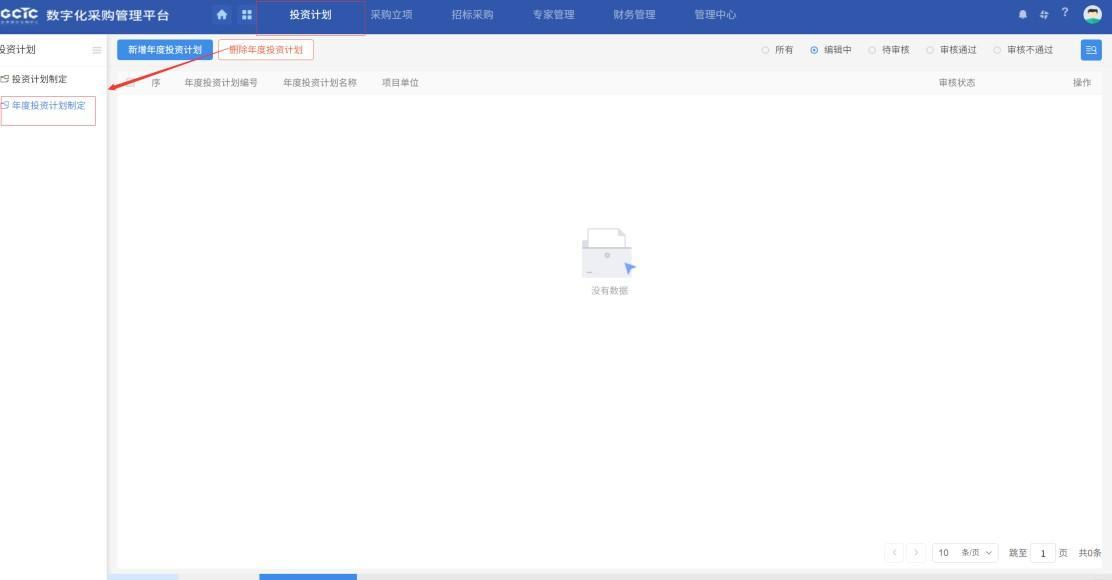 GCTC 数字化采购管理平台 投资计划 采购立项 招标采购 专家管理 财务管理 管理中心 ?
投资计划
新增年度投资计划 删除年度投资计划 所有 编辑中 待审核 审核通过 审核不通过
投资计划制定
序 年度投资计划编号 年度投资计划名称 项目单位 审核状态 操作
年度投资计划制定
没有数据
10 条/页 跳至 1 页 共0条